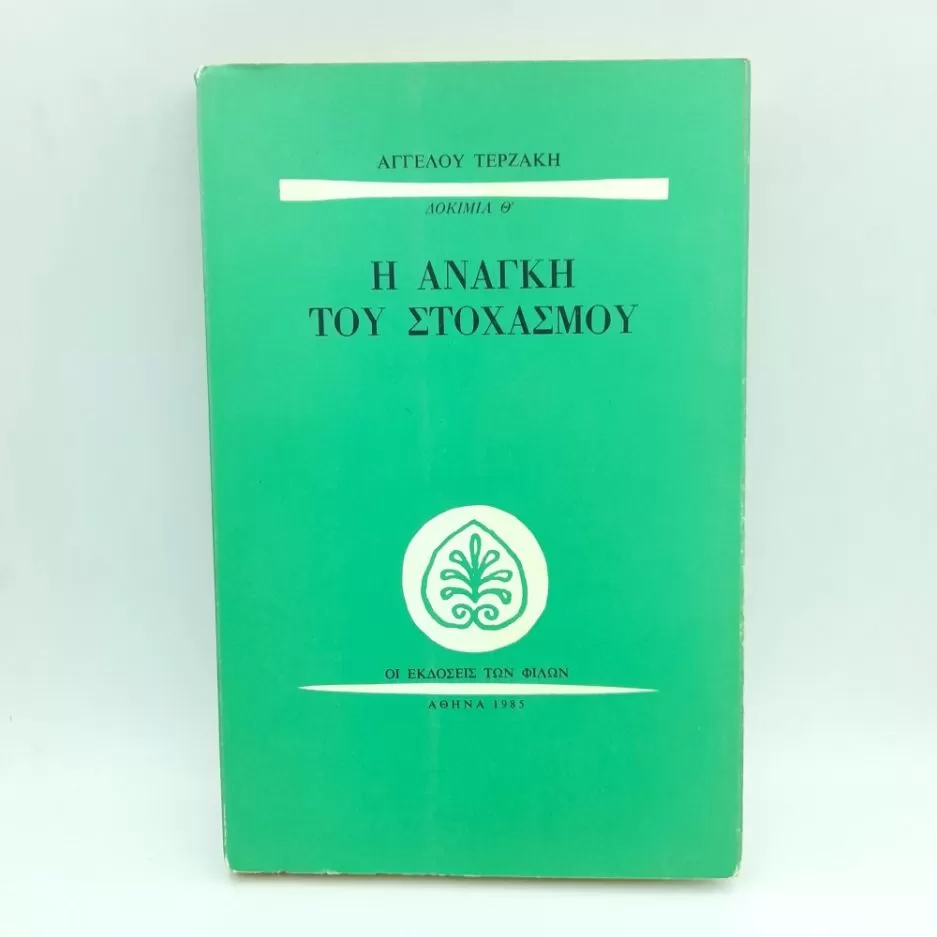 ΑΓΓΕΛΟΥ ΤΕΡΖΑΚΗ
ΔΟΚΙΜΙΑ Θ'
Η ΑΝΑΓΚΗ
ΤΟΥ ΣΤΟΧΑΣΜΟΥ
ΟΙ ΕΚΔΟΣΕΙΣ ΤΩΝ ΦΙΛΩΝ
ΑΘΗΝΑ 1985